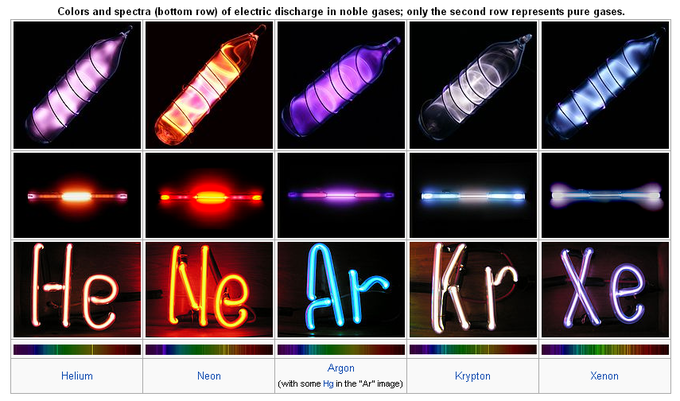 Colors and spectra (bottom row) of electric discharge in noble gases; only the second row represents pure gases.
He Ne Ar Kr Xe
Helium Neon Argon Krypton Xenon
(with some Hg in the "Ar" image)